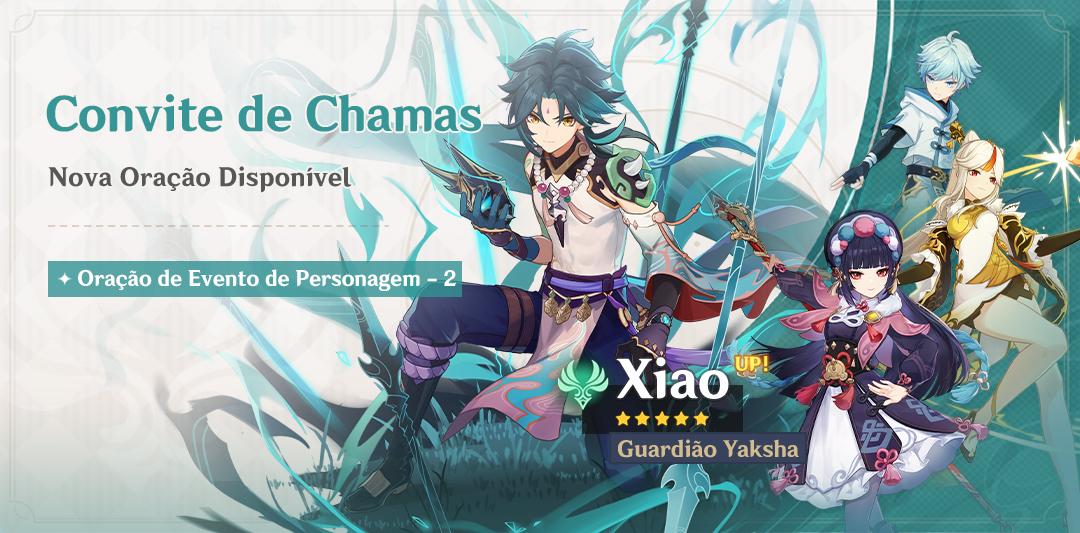 Convite de Chamas
Nova Oração Disponível
✦ Oração de Evento de Personagem – 2
Xiao UP!
Guardião Yaksha